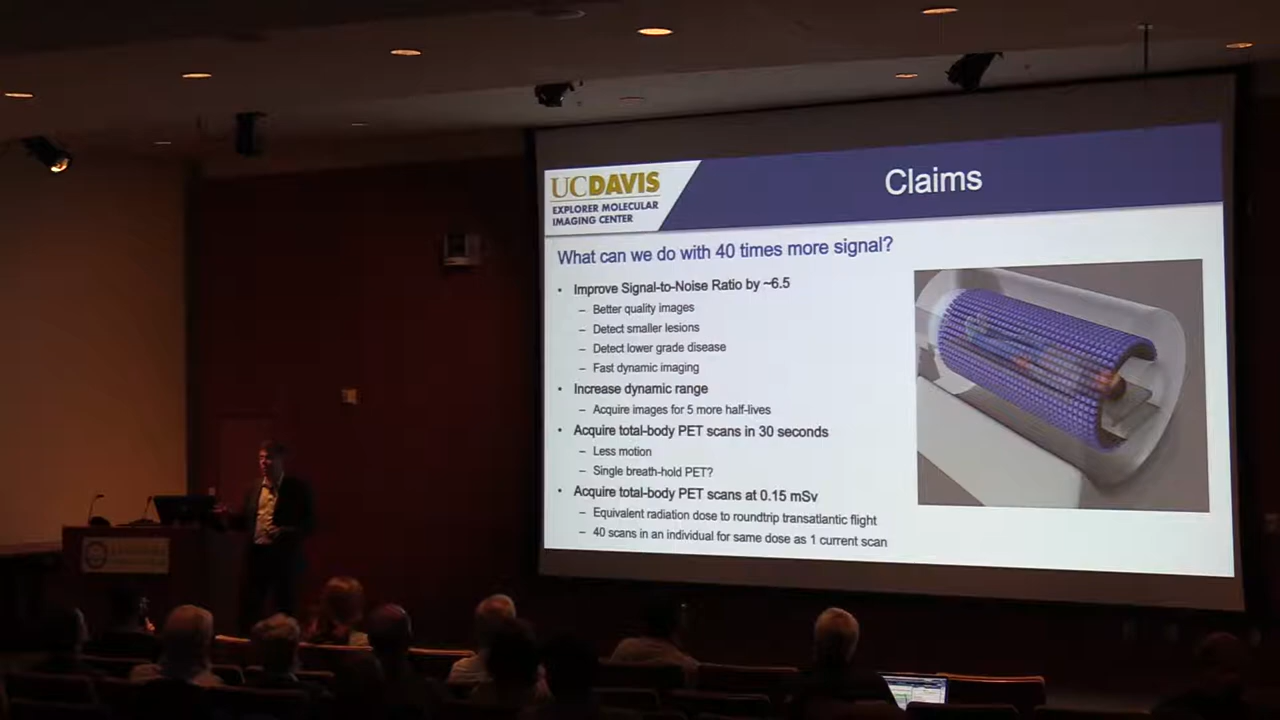 UCDAVIS
EXPLORER MOLECULAR
IMAGING CENTER
Claims
What can we do with 40 times more signal?
• Improve Signal-to-Noise Ratio by ~6.5
– Better quality images
– Detect smaller lesions
– Detect lower grade disease
– Fast dynamic imaging
• Increase dynamic range
– Acquire images for 5 more half-lives
• Acquire total-body PET scans in 30 seconds
– Less motion
– Single breath-hold PET?
• Acquire total-body PET scans at 0.15 mSv
– Equivalent radiation dose to roundtrip transatlantic flight
– 40 scans in an individual for same dose as 1 current scan